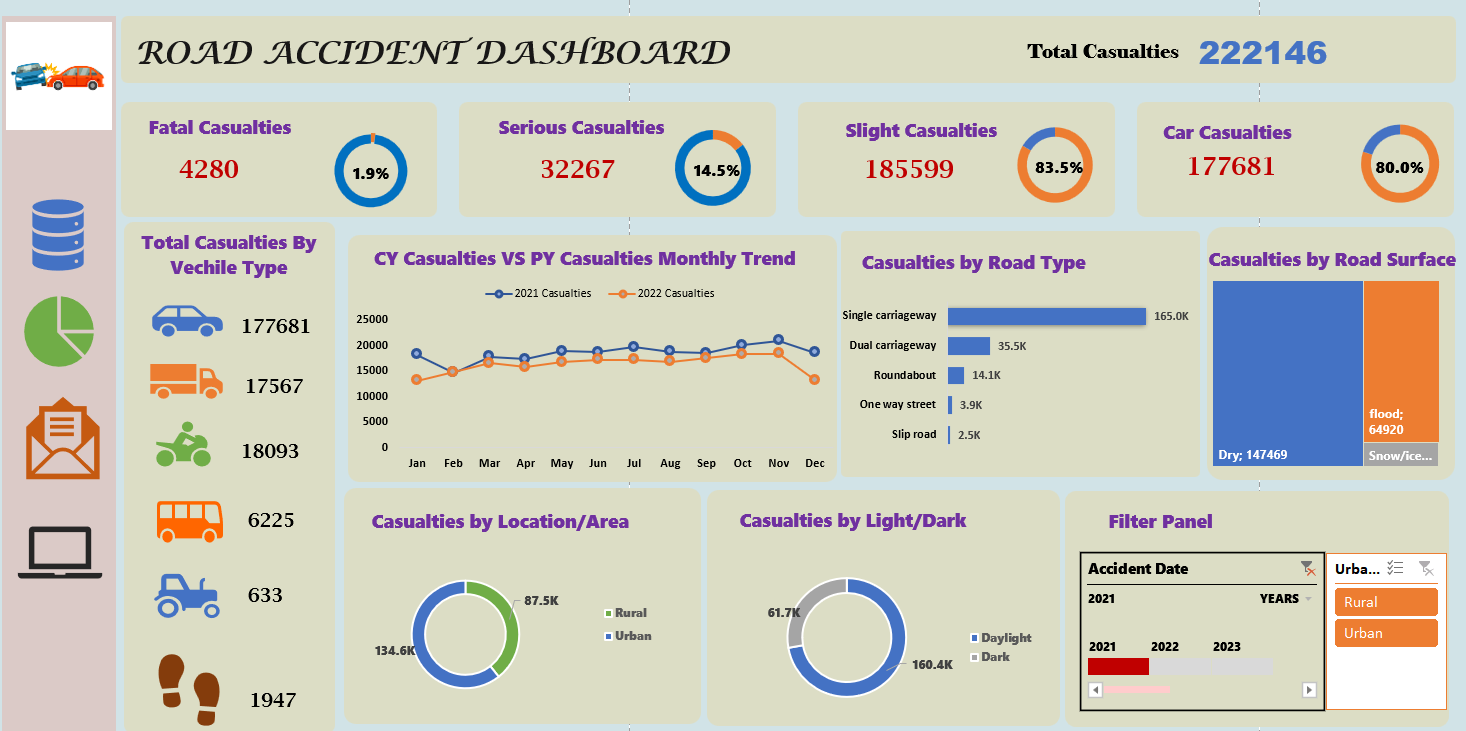 ROAD ACCIDENT DASHBOARD
Total Casualties 222146
Fatal Casualties
4280
1.9%
Serious Casualties
32267
14.5%
Slight Casualties
185599
83.5%
Car Casualties
177681
80.0%
Total Casualties By
Vechile Type
177681
17567
18093
6225
633
1947
CY Casualties VS PY Casualties Monthly Trend
2021 Casualties 2022 Casualties
25000
20000
15000
10000
5000
0
Jan Feb Mar Apr May Jun Jul Aug Sep Oct Nov Dec
Casualties by Road Type
Single carriageway 165.0K
Dual carriageway 35.5K
Roundabout 14.1K
One way street 3.9K
Slip road 2.5K
Casualties by Road Surface
Dry; 147469
flood;
64920
Snow/ice...
Casualties by Location/Area
87.5K
134.6K
Rural
Urban
Casualties by Light/Dark
61.7K
160.4K
Daylight
Dark
Filter Panel
Accident Date
2021 YEARS
2021 2022 2023
Urba...
Rural
Urban